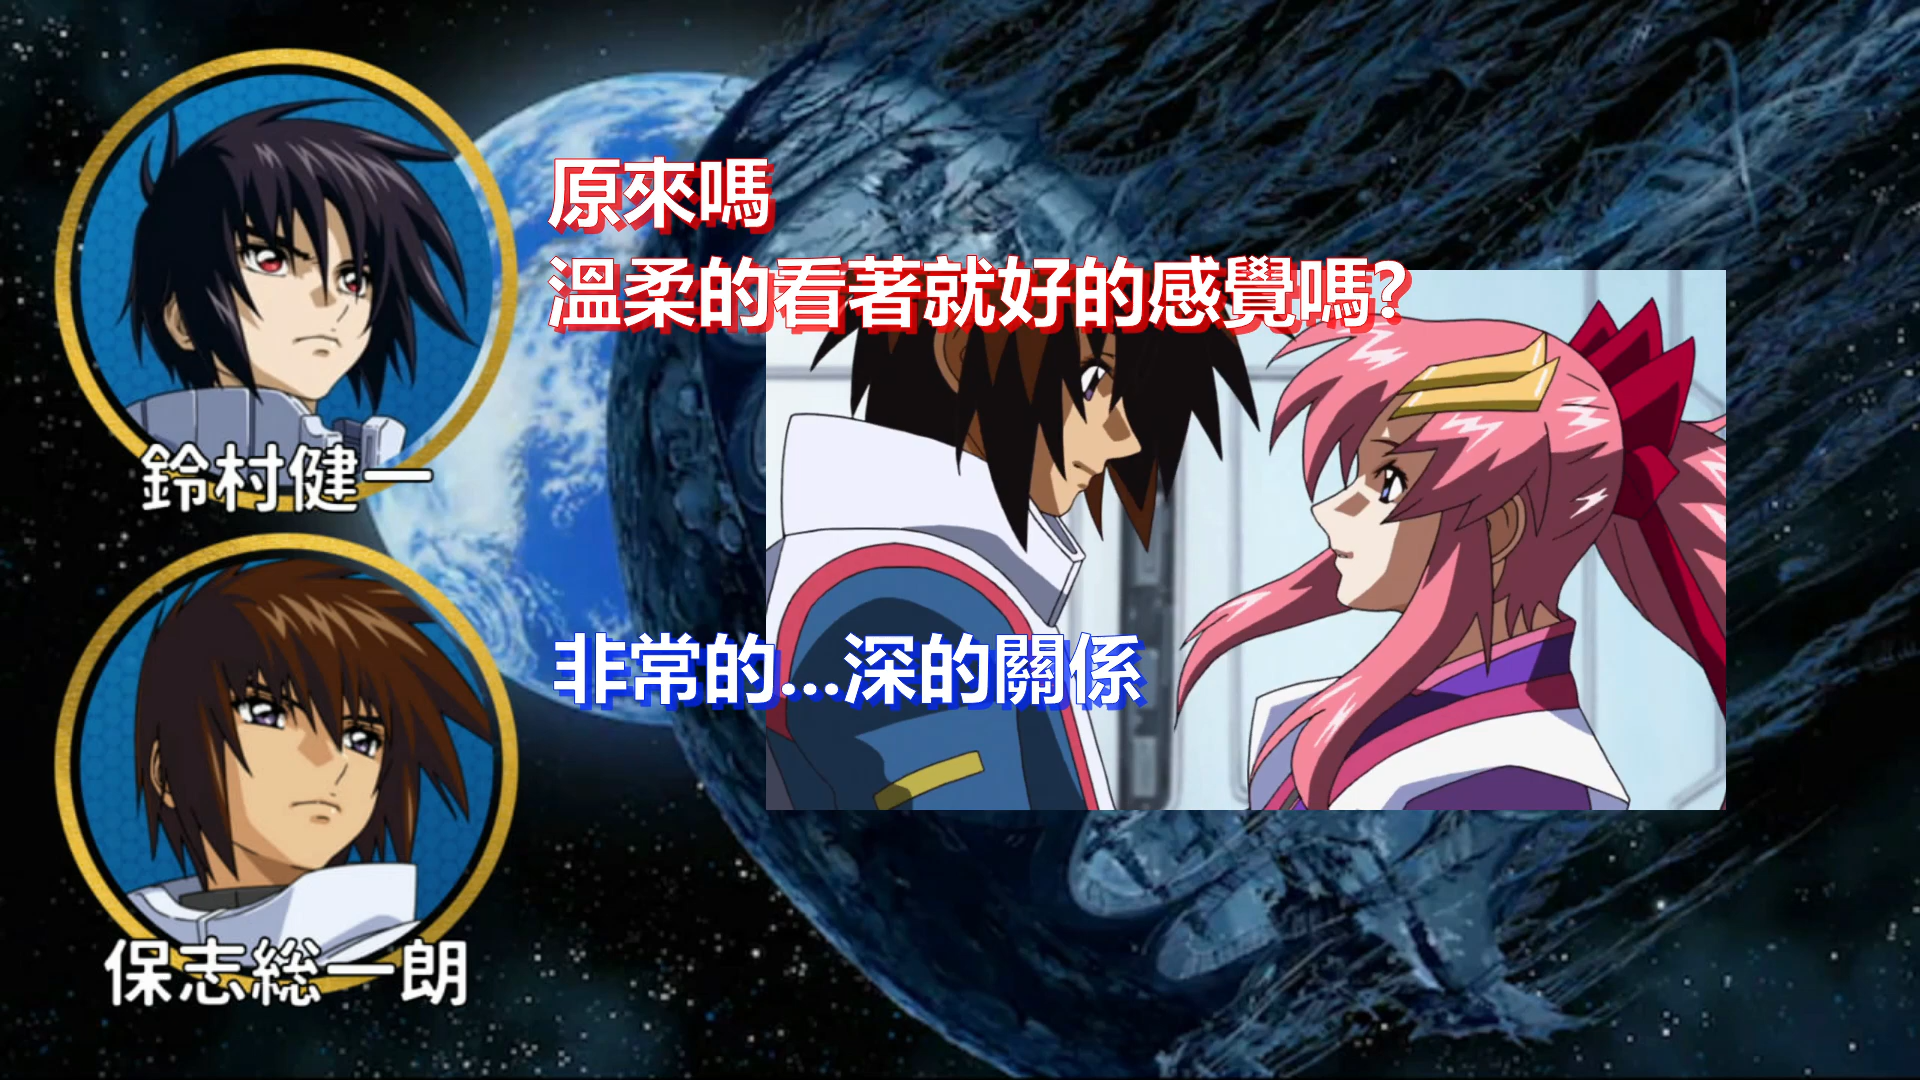 原來嗎
溫柔的看著就好的感覺嗎?
鈴村健一
非常的...深的關係
保志総一朗